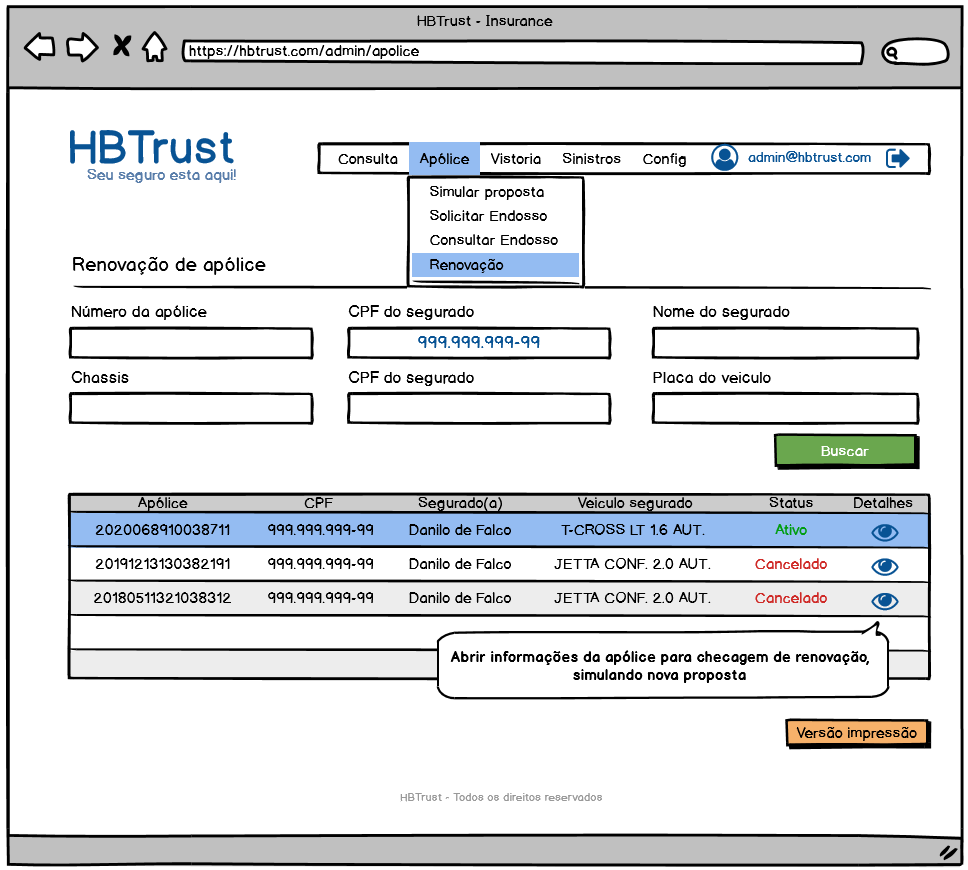 HBTrust - Insurance
https://hbtrust.com/admin/apolice
HBTrust
Seu seguro esta aqui!
Consulta Apólice Vistoria Sinistros Config admin@hbtrust.com
Simular proposta
Solicitar Endosso
Consultar Endosso
Renovação
Renovação de apólice
Número da apólice CPF do segurado Nome do segurado
999.999.999-99
Chassis CPF do segurado Placa do veiculo
Buscar
Apólice CPF Segurado(a) Veiculo segurado Status Detalhes
2020068910038711 999.999.999-99 Danilo de Falco T-CROSS LT 1.6 AUT. Ativo
20191213130382191 999.999.999-99 Danilo de Falco JETTA CONF. 2.0 AUT. Cancelado
20180511321038312 999.999.999-99 Danilo de Falco JETTA CONF. 2.0 AUT. Cancelado
Abrir informações da apólice para checagem de renovação,
simulando nova proposta
Versão impressão
HBTrust - Todos os direitos reservados